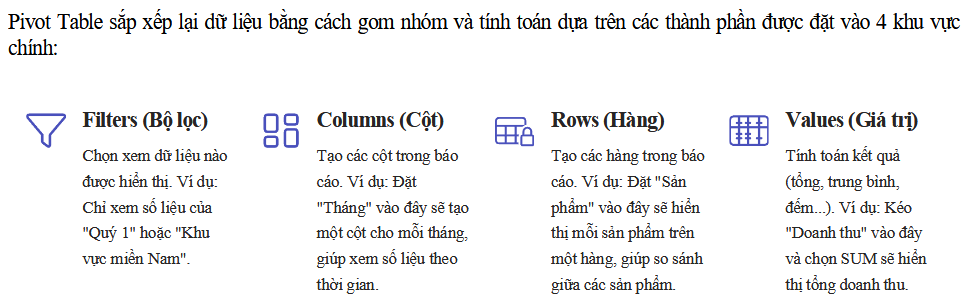 Pivot Table sắp xếp lại dữ liệu bằng cách gom nhóm và tính toán dựa trên các thành phần được đặt vào 4 khu vực
chính:
Filters (Bộ lọc)
Chọn xem dữ liệu nào
được hiển thị. Ví dụ:
Chỉ xem số liệu của
"Quý 1" hoặc "Khu
vực miền Nam".
Columns (Cột)
Tạo các cột trong báo
cáo. Ví dụ: Đặt
"Tháng" vào đây sẽ tạo
một cột cho mỗi tháng,
giúp xem số liệu theo
thời gian.
Rows (Hàng)
Tạo các hàng trong báo
cáo. Ví dụ: Đặt "Sản
phẩm" vào đây sẽ hiển
thị mỗi sản phẩm trên
một hàng, giúp so sánh
giữa các sản phẩm.
Values (Giá trị)
Tính toán kết quả
(tổng, trung bình,
đếm...). Ví dụ: Kéo
"Doanh thu" vào đây
và chọn SUM sẽ hiển
thị tổng doanh thu.